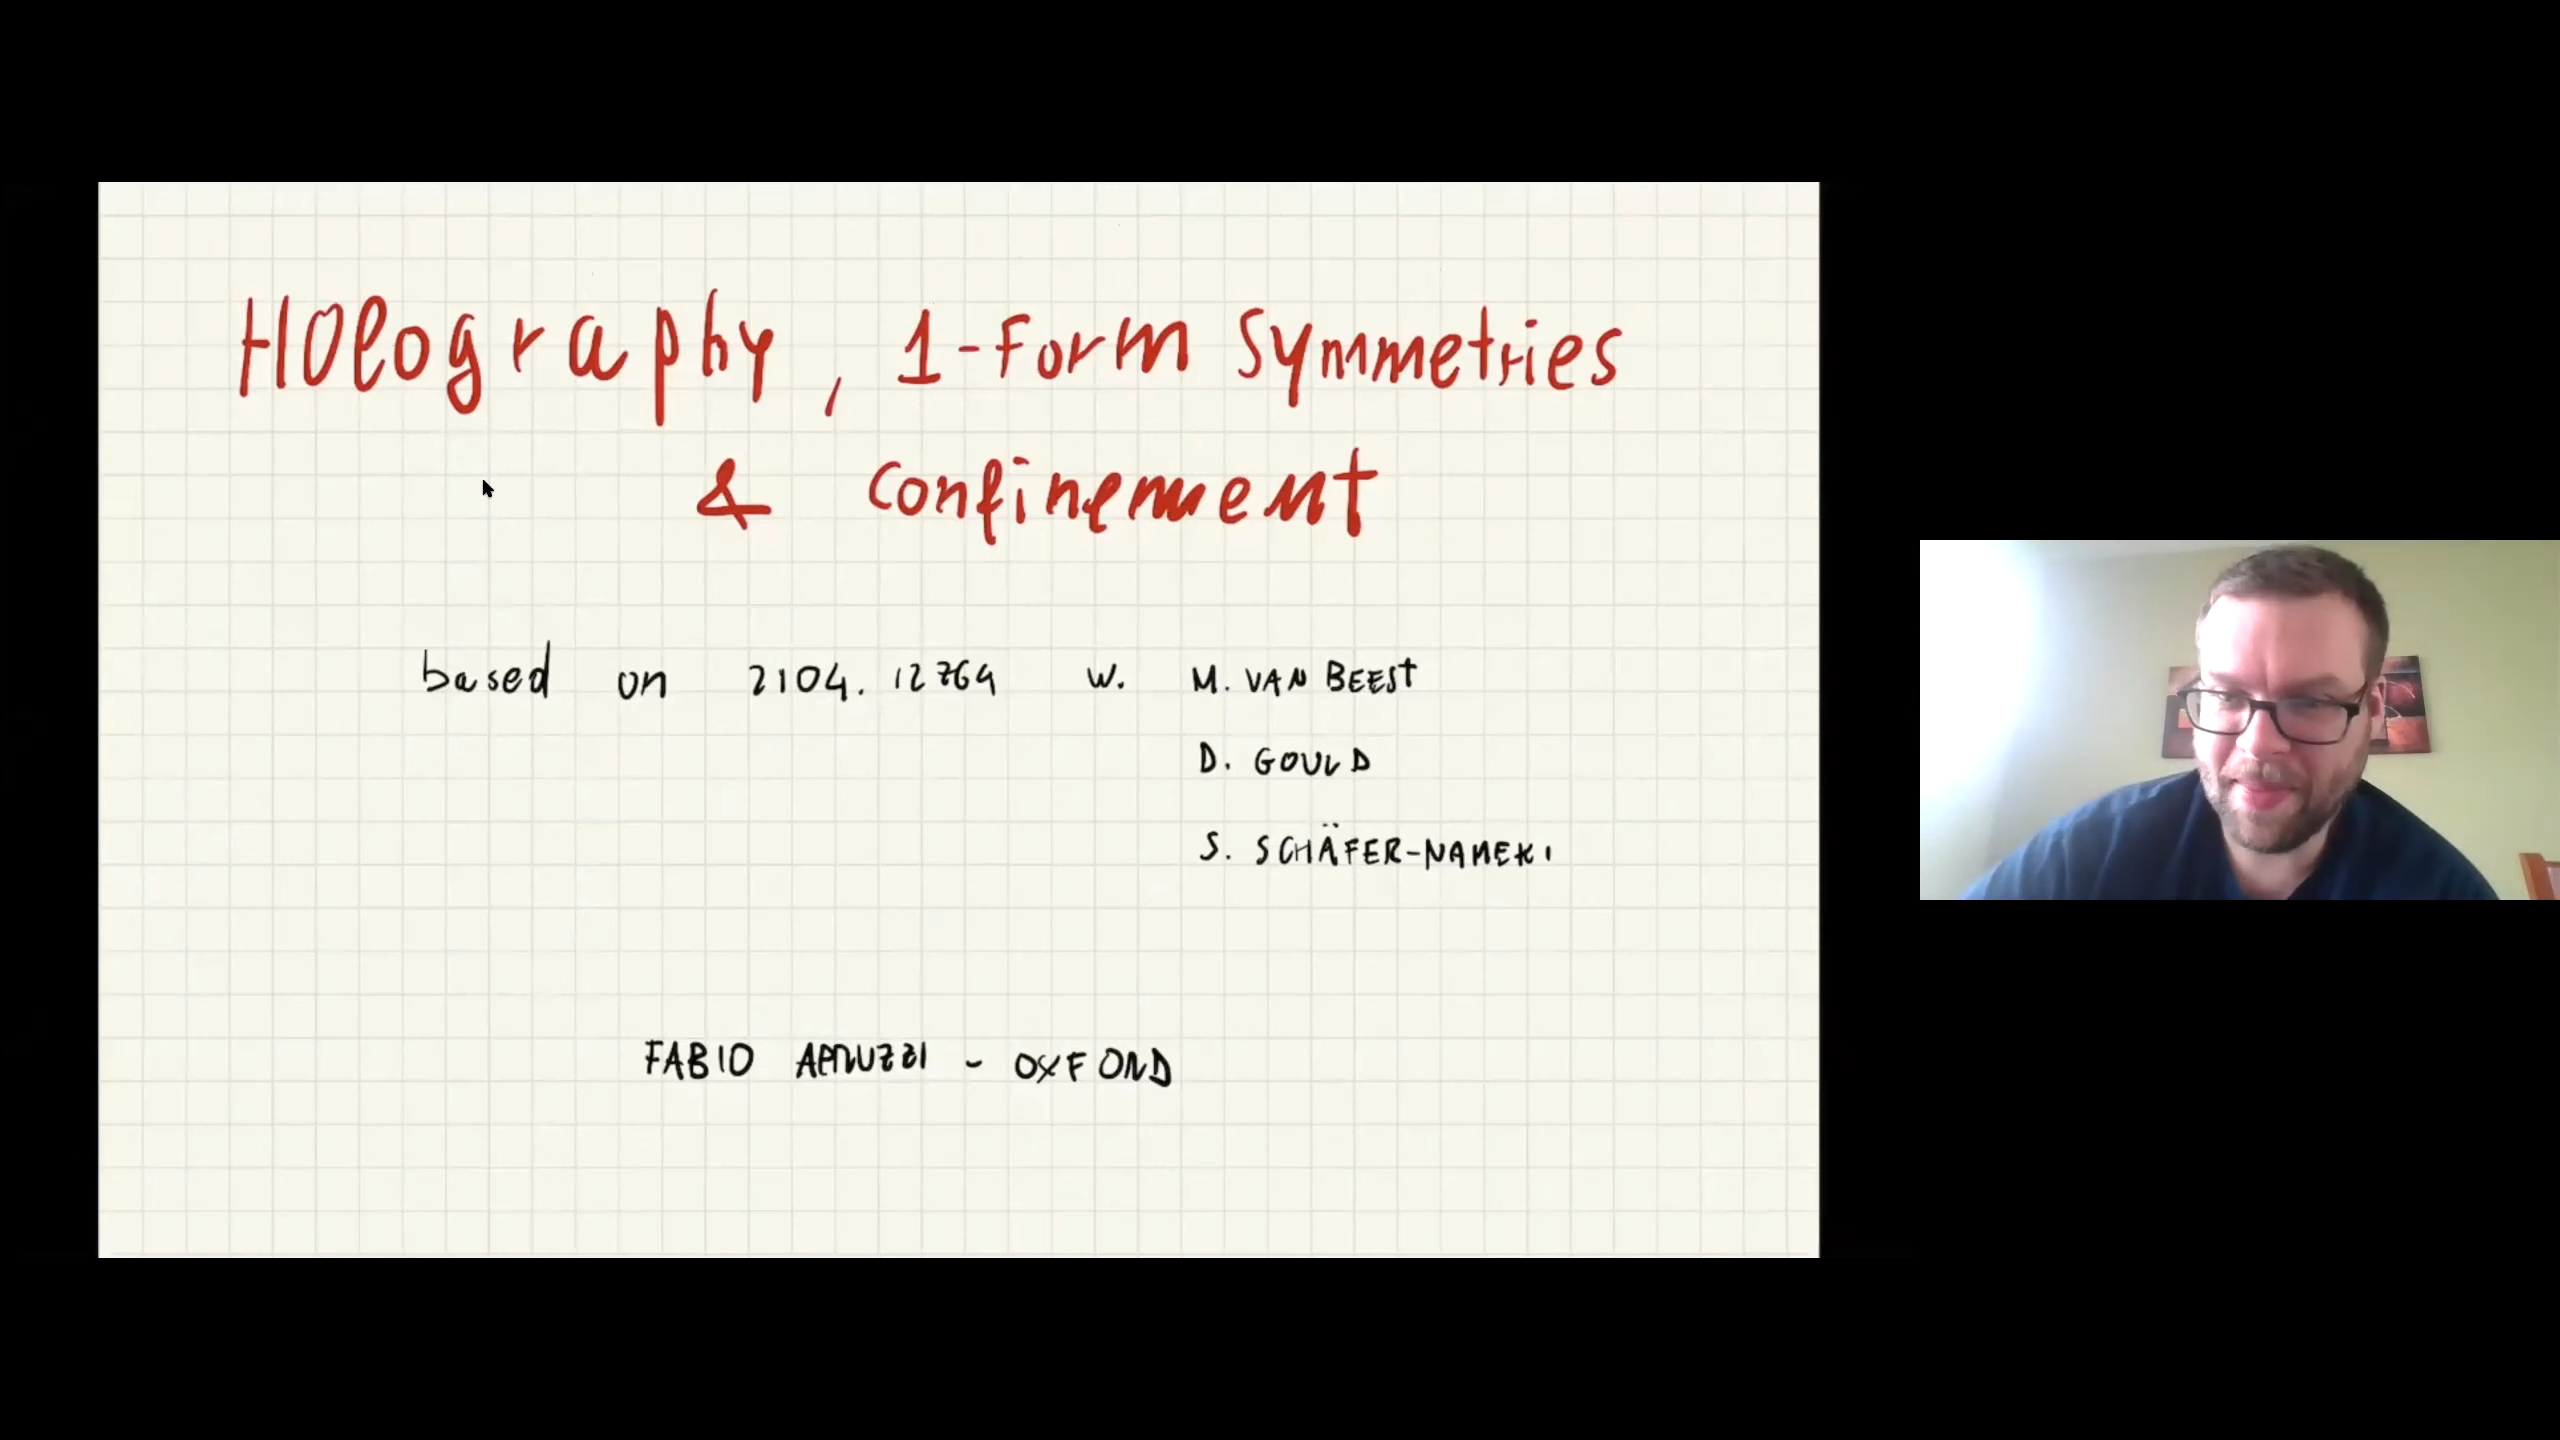 Holography, 1-Form Symmetries
& confinement
based on 2104.12764 w. M. VAN BEEST
D. GOULD
S. SCHÄFER-NAMEKI
FABIO APRUZZI - OXFORD